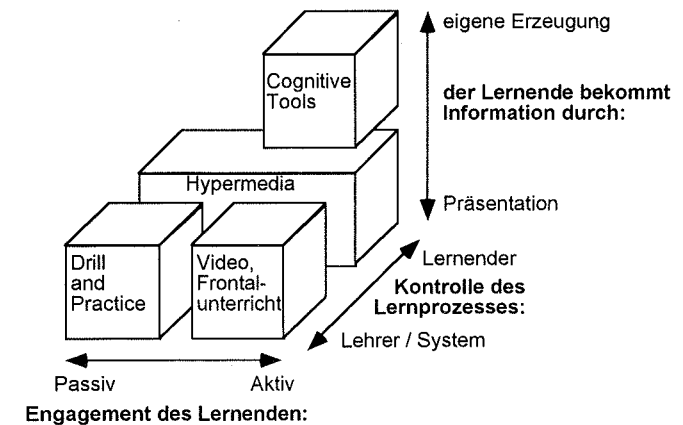 eigene Erzeugung
Cognitive
Tools
der Lernende bekommt
Information durch:
Hypermedia
Präsentation
Drill
and
Practice
Video,
Frontal-
unterricht
Lernender
Kontrolle des
Lernprozesses:
Lehrer / System
Passiv
Aktiv
Engagement des Lernenden: